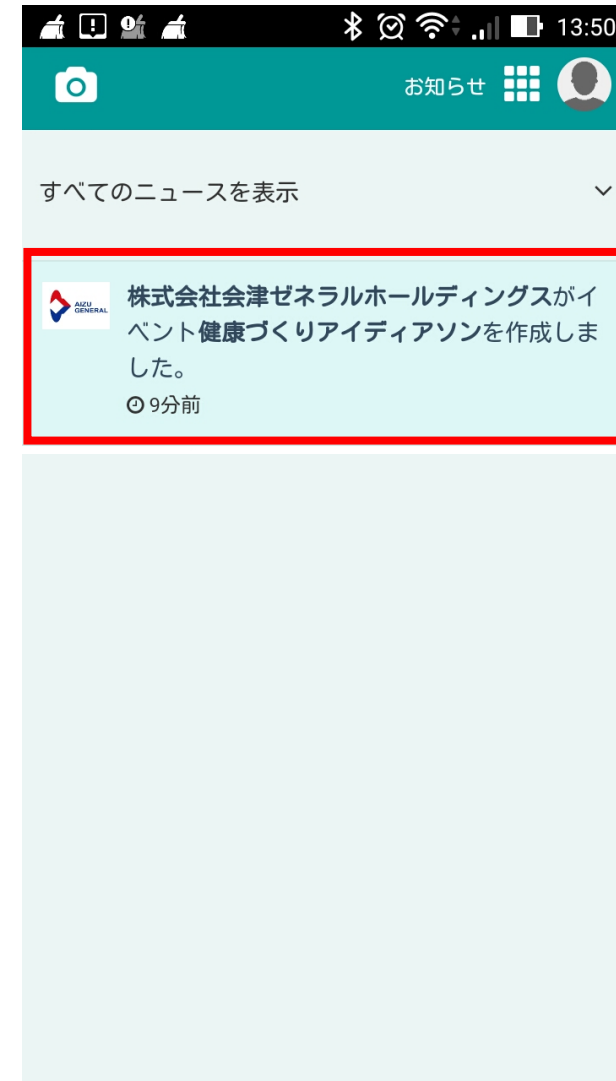 13:50
お知らせ
すべてのニュースを表示
AIZU
GENERAL
株式会社会津ゼネラルホールディングスがイ
ベント健康づくりアイディアソンを作成しま
した。
9分前